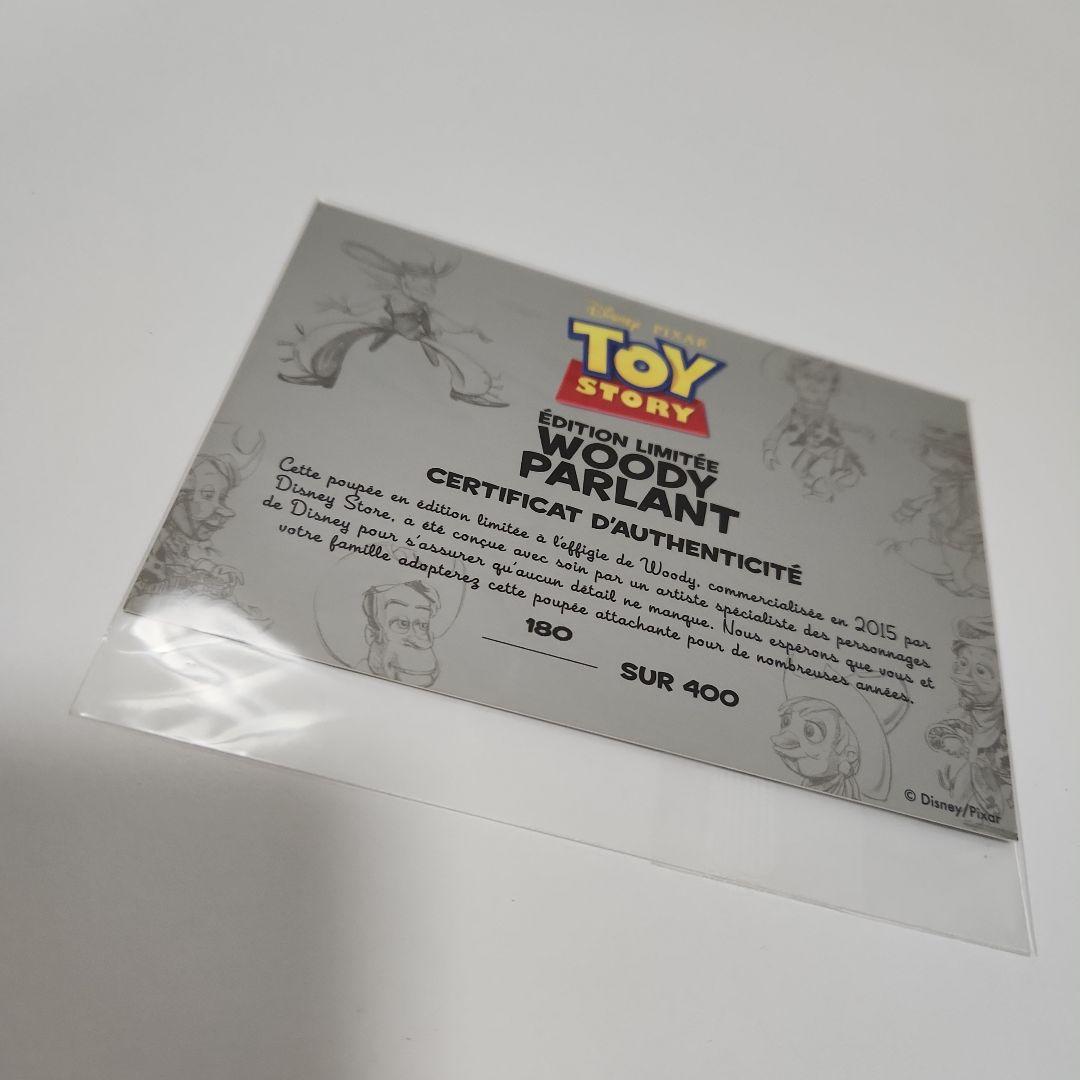 Disney PIXAR
TOY
STORY
ÉDITION LIMITÉE
WOODY
PARLANT
CERTIFICAT D'AUTHENTICITÉ
Cette poupée en édition limitée à l'effigie de Woody, commercialisée en 2015 par
Disney Store, a été conçue avec soin par un artiste spécialiste des personnages
de Disney pour s'assurer qu'aucun détail ne manque. Nous espérons que vous et
votre famille adopterez cette poupée attachante pour de nombreuses années.
180
SUR 400
© Disney/Pixar